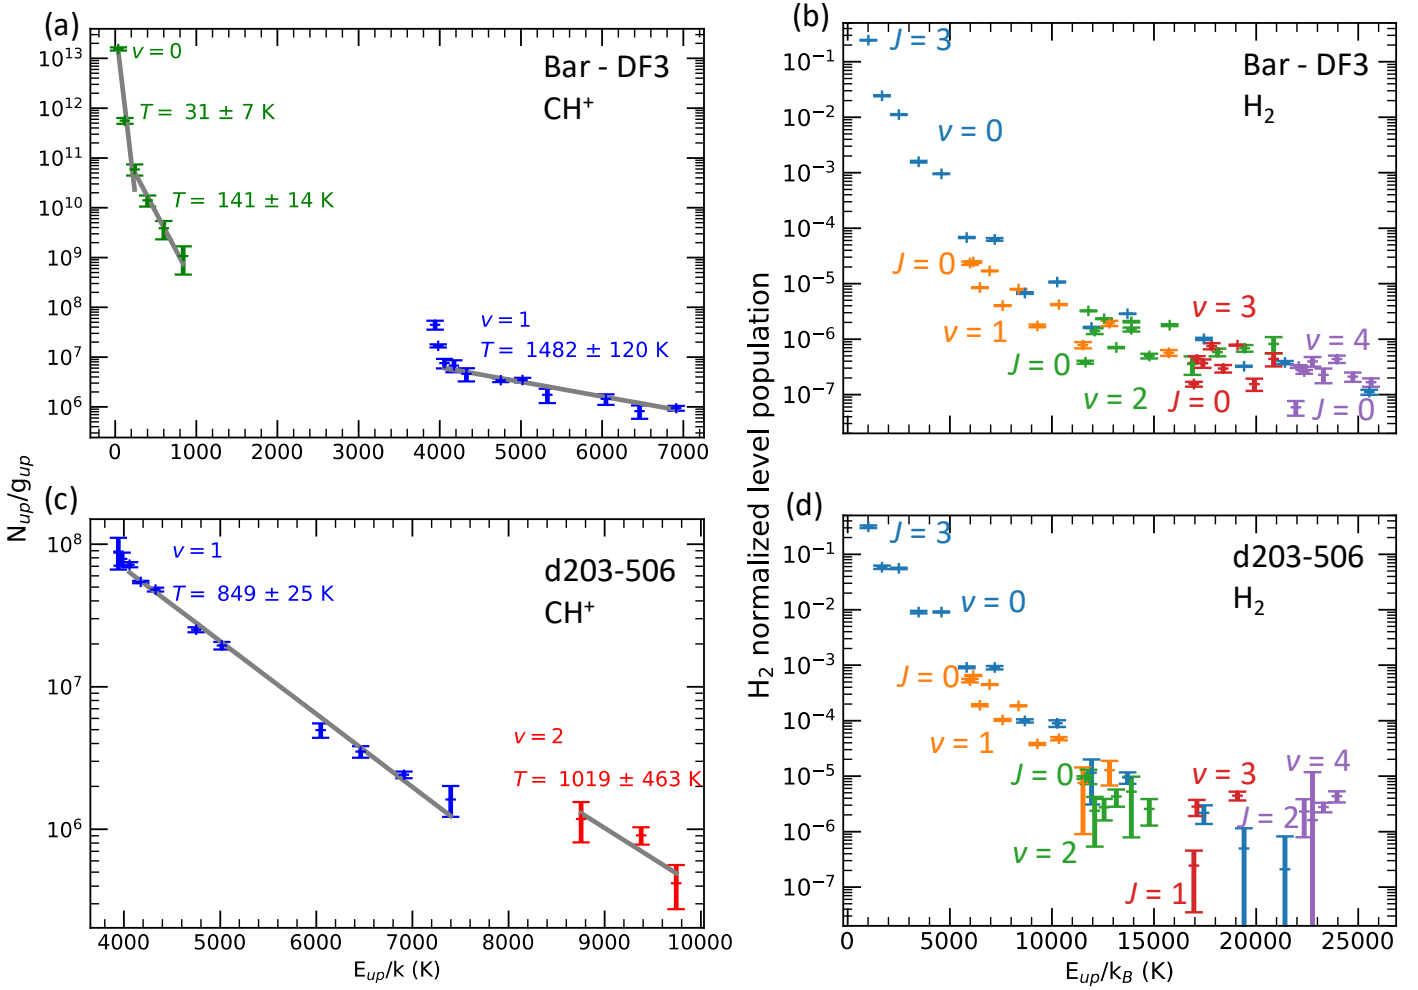 (a)
10¹³
10¹²
10¹¹
10¹⁰
10⁹
10⁸
10⁷
10⁶
v = 0
T = 31 ± 7 K
T = 141 ± 14 K
Bar - DF3
CH⁺
v = 1
T = 1482 ± 120 K
0 1000 2000 3000 4000 5000 6000 7000
(b)
10⁻¹
10⁻²
10⁻³
10⁻⁴
10⁻⁵
10⁻⁶
10⁻⁷
J = 3
Bar - DF3
H₂
v = 0
J = 0
v = 1
v = 3
J = 0
v = 2
J = 0
v = 4
J = 0
N_up/g_up
H₂ normalized level population
(c)
10⁸
10⁷
10⁶
v = 1
T = 849 ± 25 K
d203-506
CH⁺
v = 2
T = 1019 ± 463 K
4000 5000 6000 7000 8000 9000 10000
E_up/k (K)
(d)
10⁻¹
10⁻²
10⁻³
10⁻⁴
10⁻⁵
10⁻⁶
10⁻⁷
J = 3
d203-506
H₂
v = 0
J = 0
v = 1
J = 0
v = 3
v = 4
J = 2
v = 2
J = 1
0 5000 10000 15000 20000 25000
E_up/k_B (K)